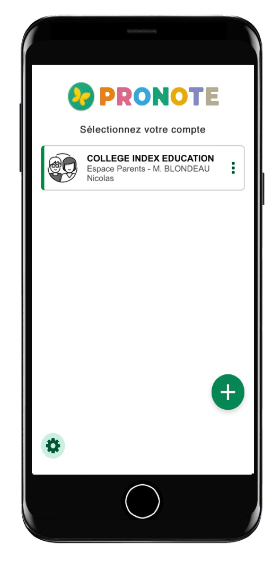 PRONOTE
Sélectionnez votre compte
COLLEGE INDEX EDUCATION
Espace Parents - M. BLONDEAU
Nicolas